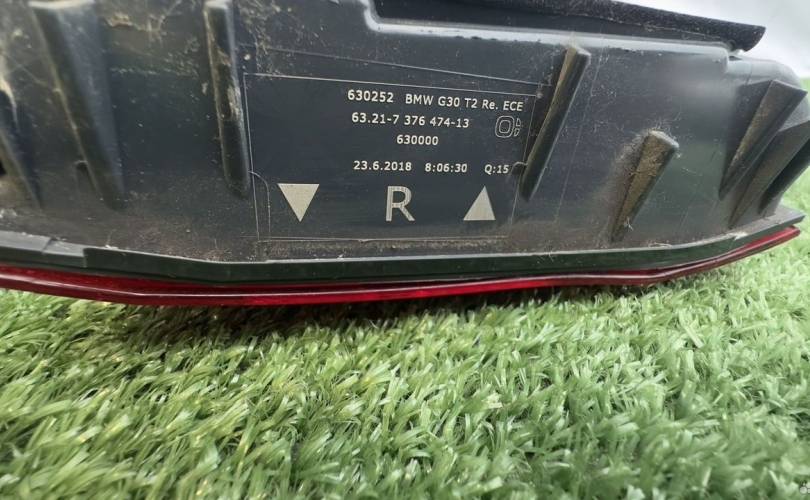 630252 BMW G30 T2 Re. ECE
63.21-7 376 474-13
630000
23.6.2018 8:06:30 Q:15
R